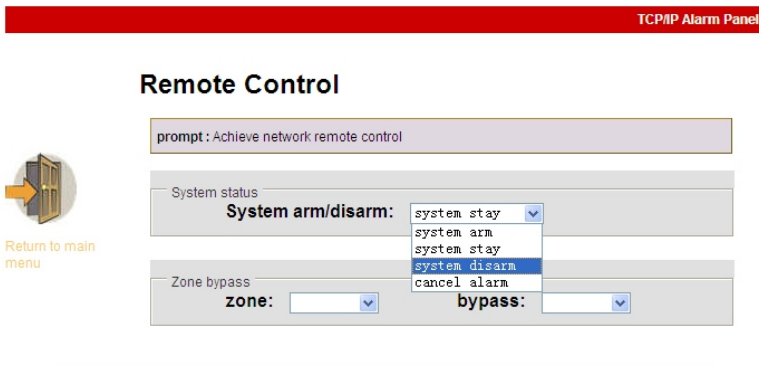 TCP/IP Alarm Panel
Remote Control
prompt : Achieve network remote control
System status
System arm/disarm: system stay
system arm
system stay
system disarm
cancel alarm
Return to main
menu
Zone bypass
zone: bypass: